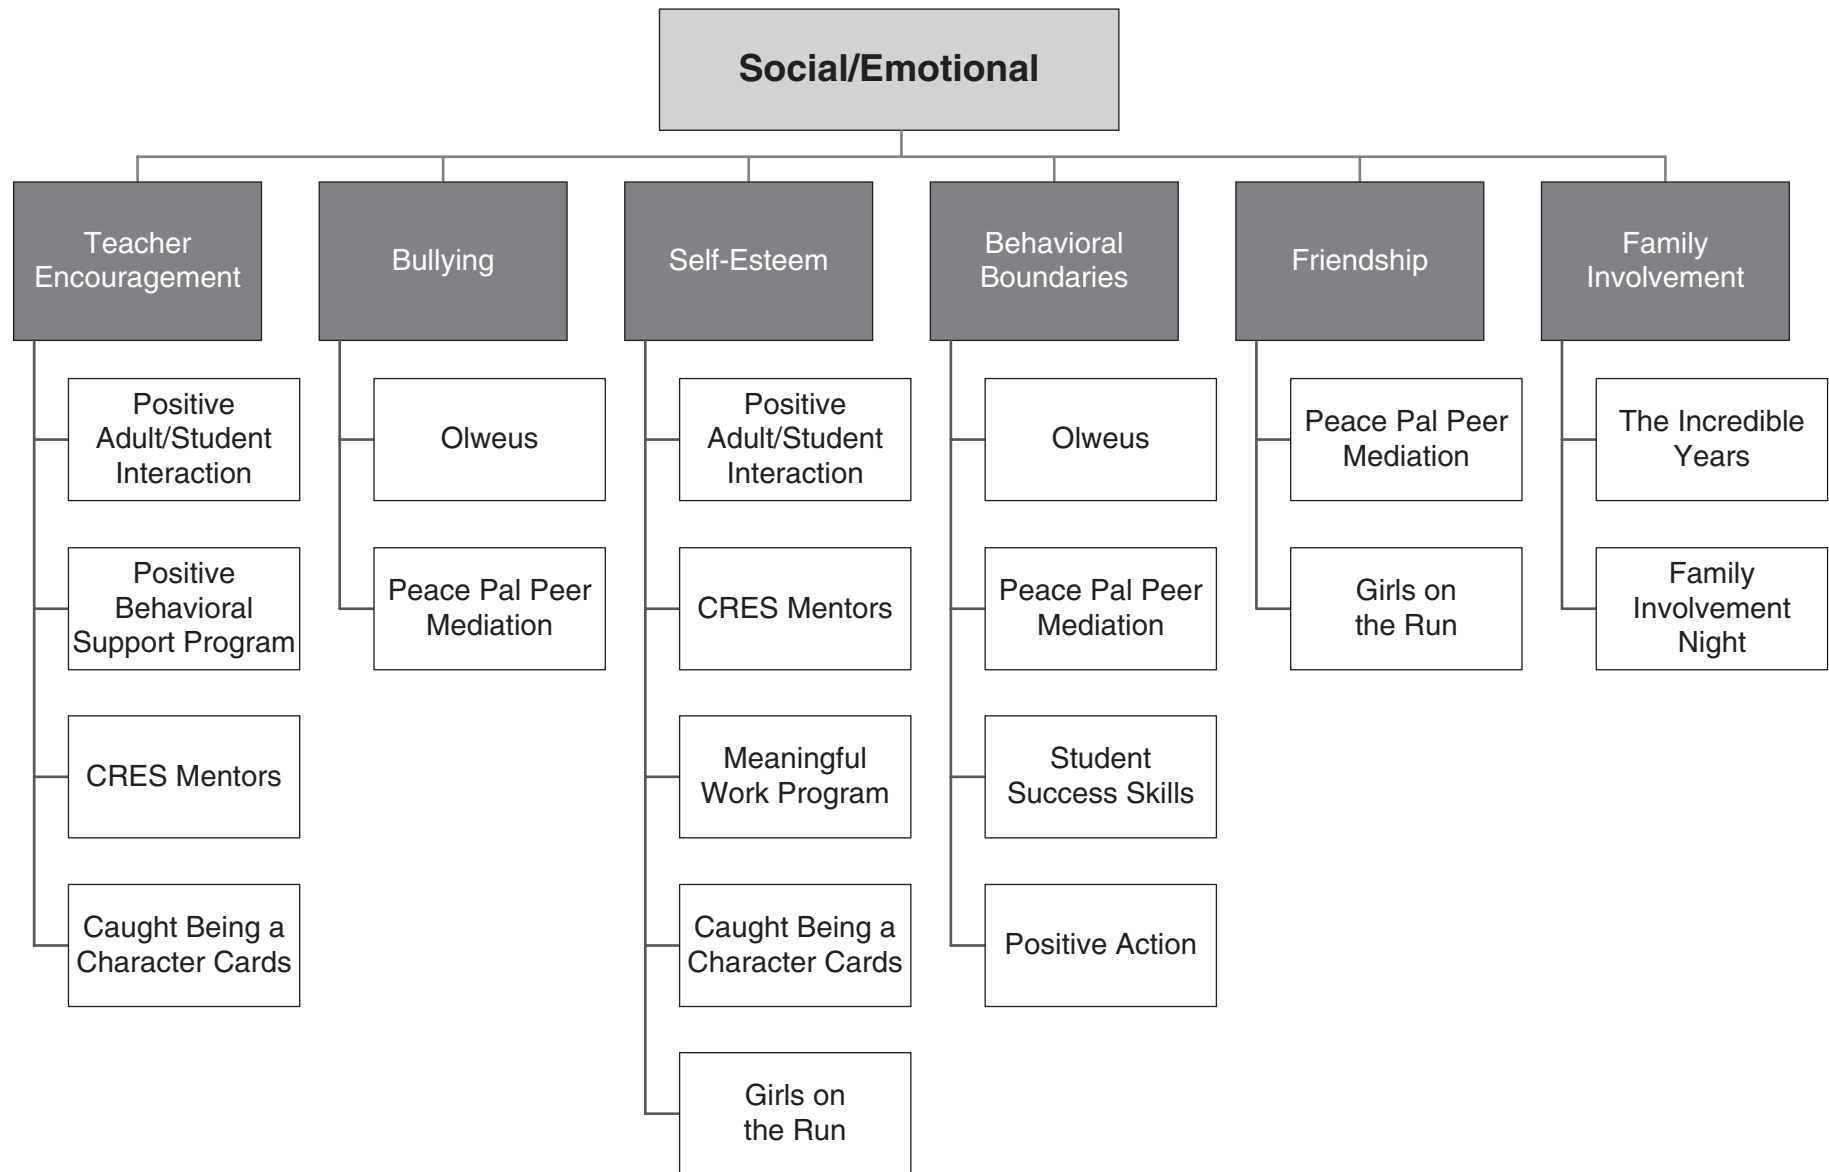 Social/Emotional
Teacher
Encouragement
Positive
Adult/Student
Interaction
Positive
Behavioral
Support Program
CRES Mentors
Caught Being a
Character Cards
Bullying
Olweus
Peace Pal Peer
Mediation
Self-Esteem
Positive
Adult/Student
Interaction
CRES Mentors
Meaningful
Work Program
Caught Being a
Character Cards
Girls on
the Run
Behavioral
Boundaries
Olweus
Peace Pal Peer
Mediation
Student
Success Skills
Positive Action
Friendship
Peace Pal Peer
Mediation
Girls on
the Run
Family
Involvement
The Incredible
Years
Family
Involvement
Night